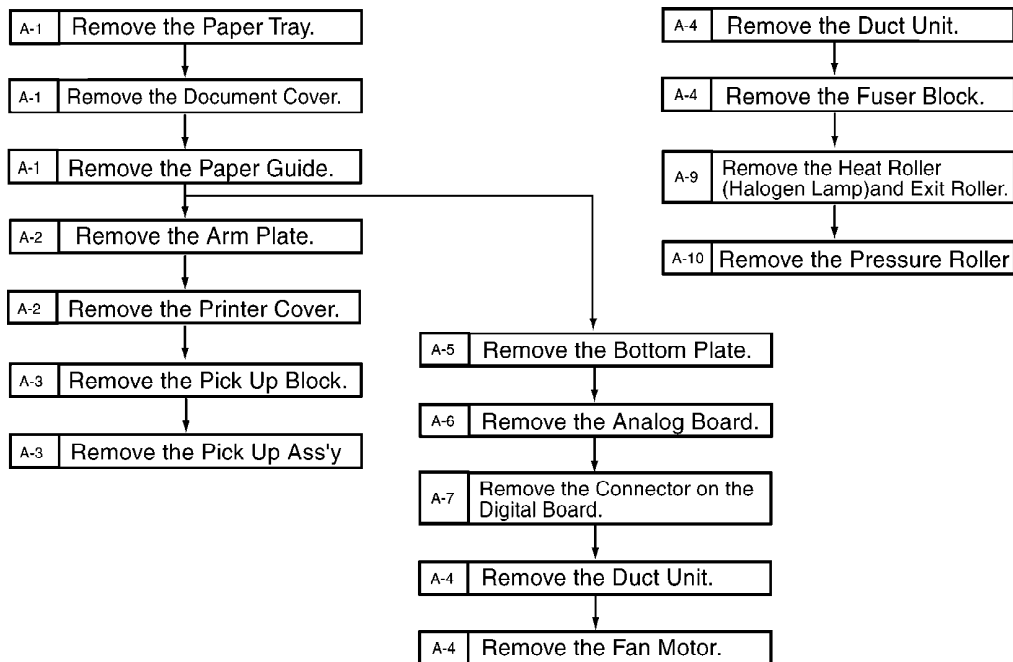 A-1 Remove the Paper Tray.
A-1 Remove the Document Cover.
A-1 Remove the Paper Guide.
A-2 Remove the Arm Plate.
A-2 Remove the Printer Cover.
A-3 Remove the Pick Up Block.
A-3 Remove the Pick Up Ass'y
A-5 Remove the Bottom Plate.
A-6 Remove the Analog Board.
A-7 Remove the Connector on the
Digital Board.
A-4 Remove the Duct Unit.
A-4 Remove the Fan Motor.
A-4 Remove the Duct Unit.
A-4 Remove the Fuser Block.
A-9 Remove the Heat Roller
(Halogen Lamp)and Exit Roller.
A-10 Remove the Pressure Roller